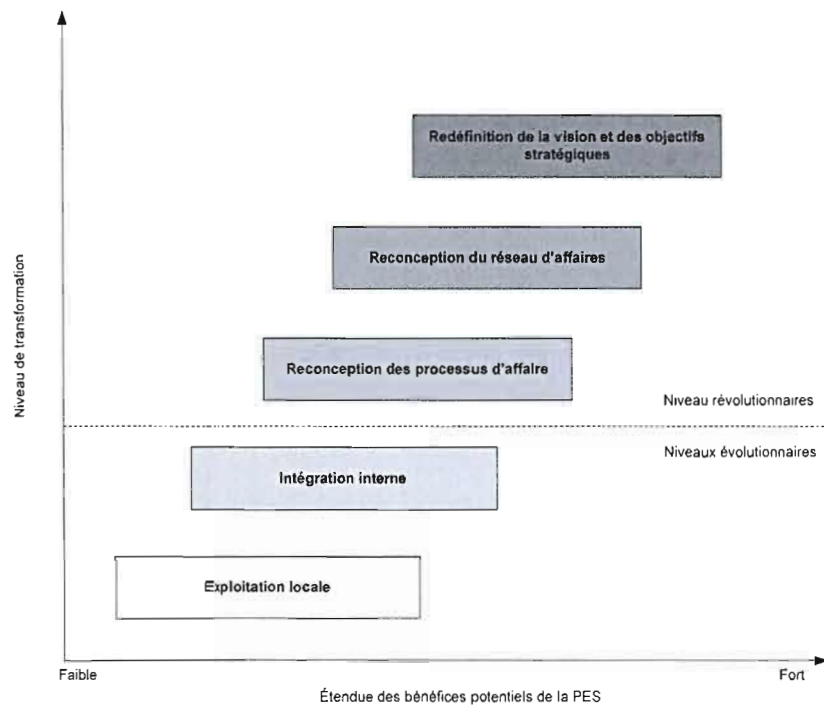 Redéfinition de la vision et des objectifs
stratégiques
Reconception du réseau d'affaires
Reconception des processus d'affaire
Niveau révolutionnaires
Niveaux évolutionnaires
Intégration interne
Exploitation locale
Niveau de transformation
Faible
Fort
Étendue des bénéfices potentiels de la PES